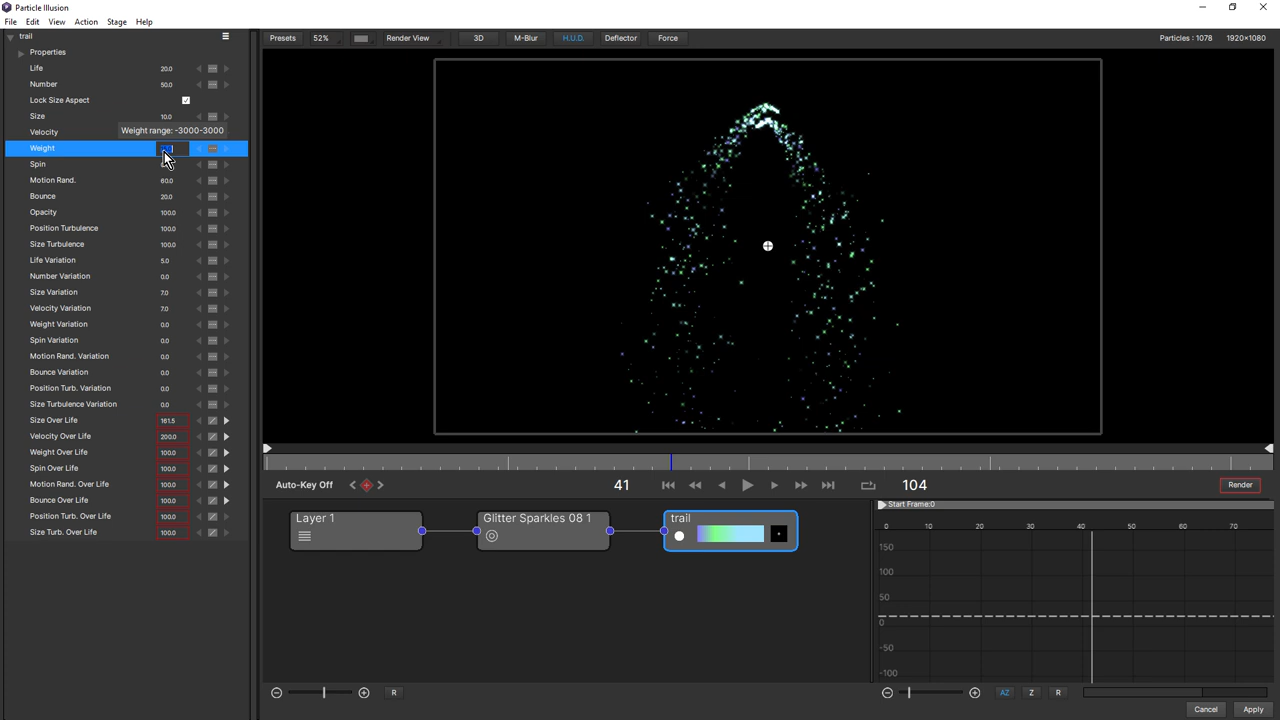 Particle Illusion
File Edit View Action Stage Help
trail
Presets 52% Render View 3D M-Blur H.U.D. Deflector Force Particles : 1078 1920×1080
Properties
Life 20.0
Number 50.0
Lock Size Aspect
Size 10.0
Velocity
Weight range: -3000-3000
Weight
Spin
Motion Rand. 60.0
Bounce 20.0
Opacity 100.0
Position Turbulence 100.0
Size Turbulence 100.0
Life Variation 5.0
Number Variation 0.0
Size Variation 7.0
Velocity Variation 7.0
Weight Variation 0.0
Spin Variation 0.0
Motion Rand. Variation 0.0
Bounce Variation 0.0
Position Turb. Variation 0.0
Size Turbulence Variation 0.0
Size Over Life 161.5
Velocity Over Life 200.0
Weight Over Life 100.0
Spin Over Life 100.0
Motion Rand. Over Life 100.0
Bounce Over Life 100.0
Position Turb. Over Life 100.0
Size Turb. Over Life 100.0
Auto-Key Off 41 104 Render
Start Frame:0
Layer 1 Glitter Sparkles 08 1 trail
0 10 20 30 40 50 60 70
150
100
50
0
-50
-100
R AZ Z R
Cancel Apply